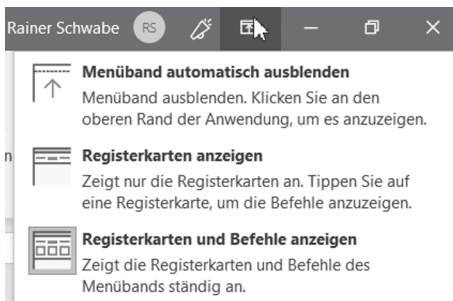 Rainer Schwabe RS
Menüband automatisch ausblenden
Menüband ausblenden. Klicken Sie an den
oberen Rand der Anwendung, um es anzuzeigen.
Registerkarten anzeigen
Zeigt nur die Registerkarten an. Tippen Sie auf
eine Registerkarte, um die Befehle anzuzeigen.
Registerkarten und Befehle anzeigen
Zeigt die Registerkarten und Befehle des
Menübands ständig an.